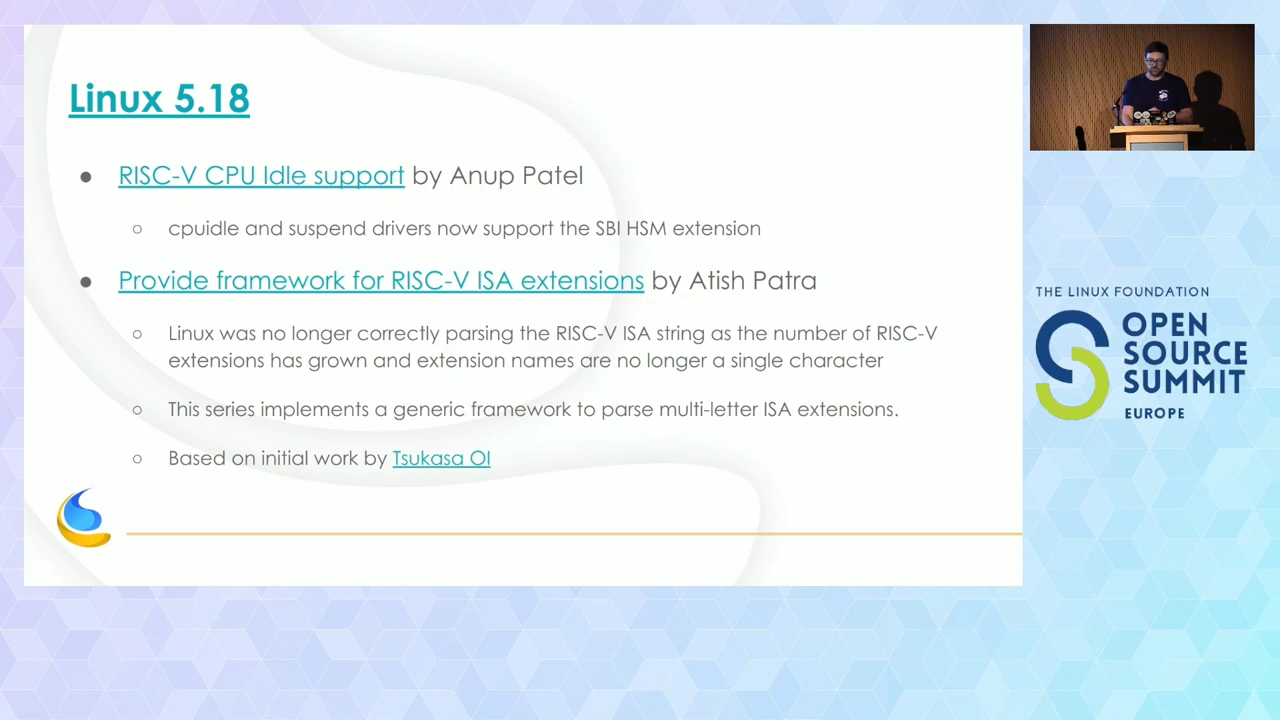 Linux 5.18
● RISC-V CPU Idle support by Anup Patel
○ cpuidle and suspend drivers now support the SBI HSM extension
● Provide framework for RISC-V ISA extensions by Atish Patra
○ Linux was no longer correctly parsing the RISC-V ISA string as the number of RISC-V
extensions has grown and extension names are no longer a single character
○ This series implements a generic framework to parse multi-letter ISA extensions.
○ Based on initial work by Tsukasa OI
THE LINUX FOUNDATION
OPEN
SOURCE
SUMMIT
EUROPE